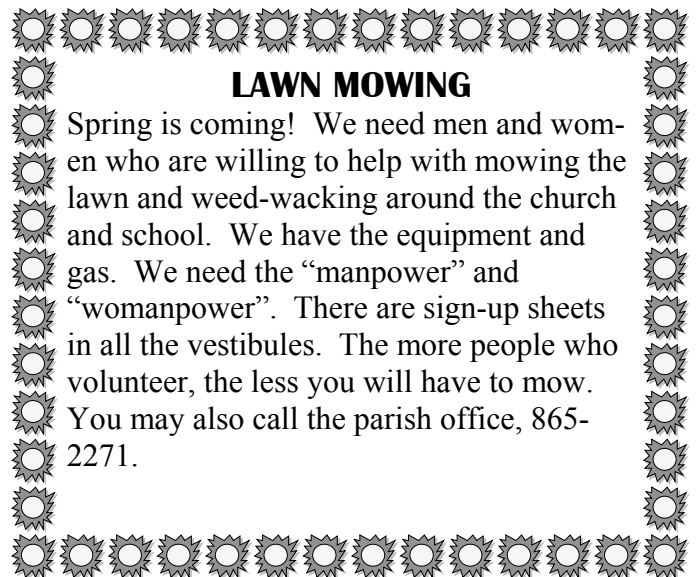 LAWN MOWING
Spring is coming!  We need men and wom-
en who are willing to help with mowing the
lawn and weed-wacking around the church
and school.  We have the equipment and
gas.  We need the “manpower” and
“womanpower”.  There are sign-up sheets
in all the vestibules.  The more people who
volunteer, the less you will have to mow.
You may also call the parish office, 865-
2271.